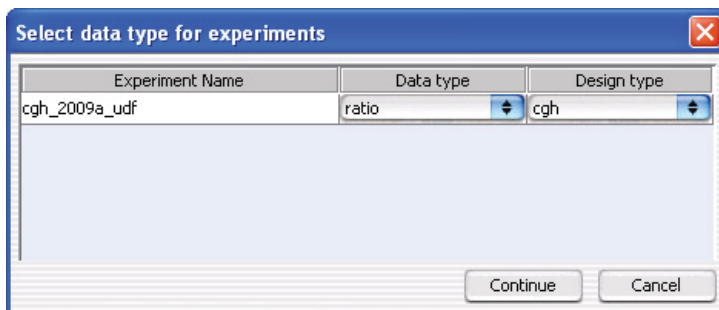 Select data type for experiments
Experiment Name Data type Design type
cgh_2009a_udf ratio cgh
Continue Cancel